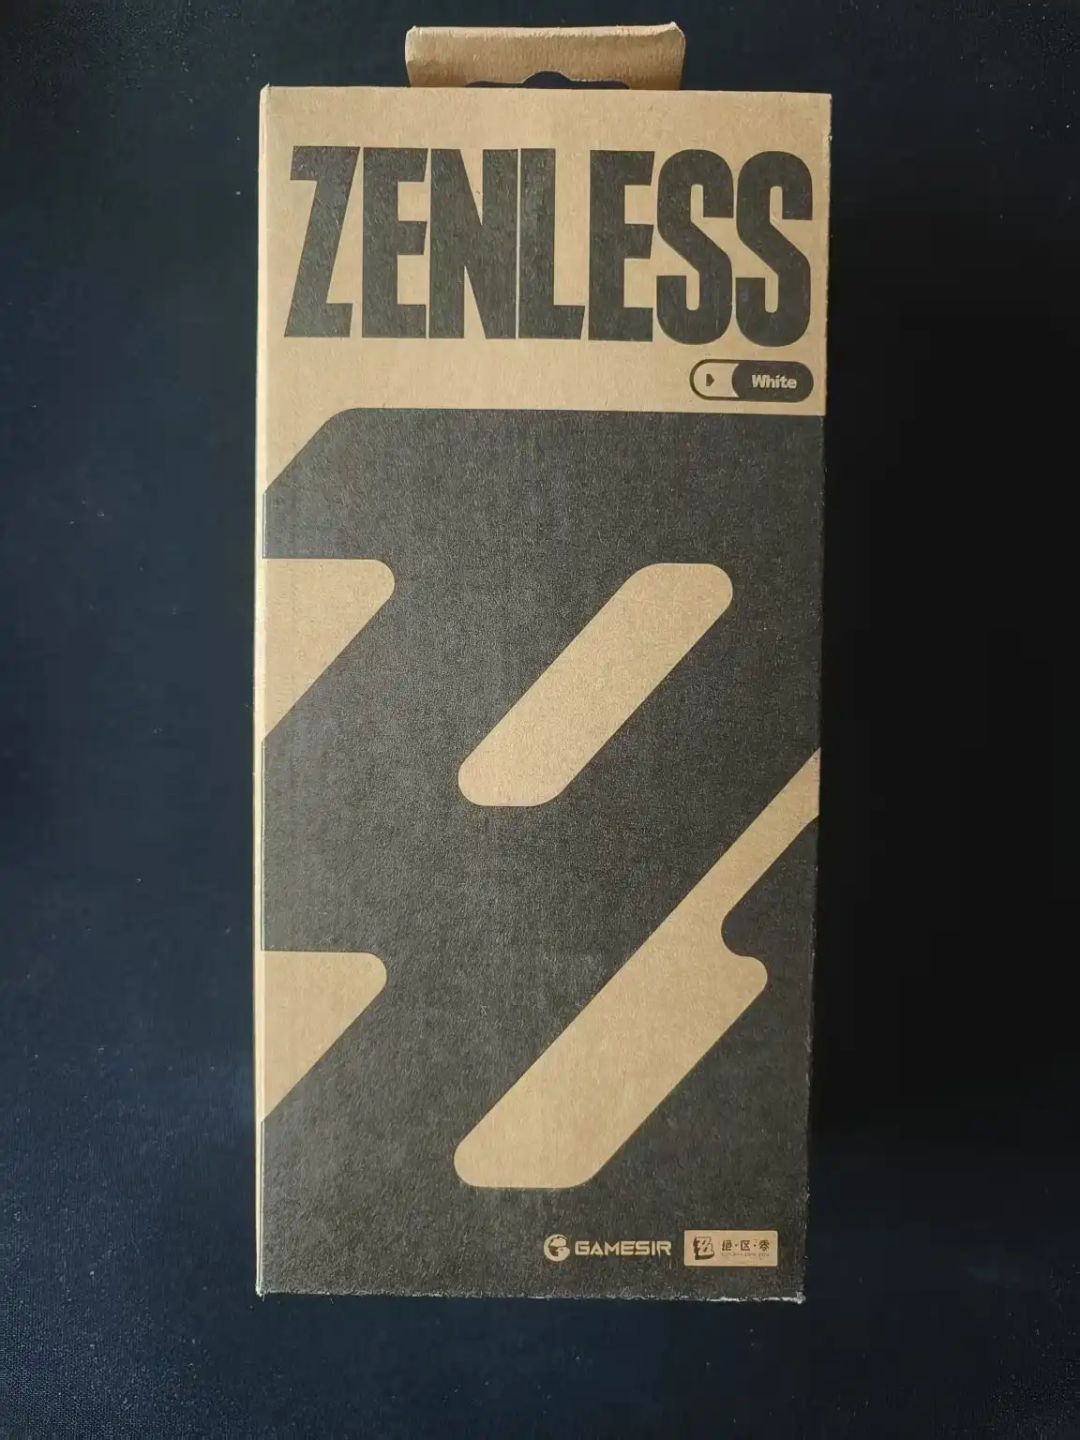 ZENLESS
White
GAMESIR
绝·区·零